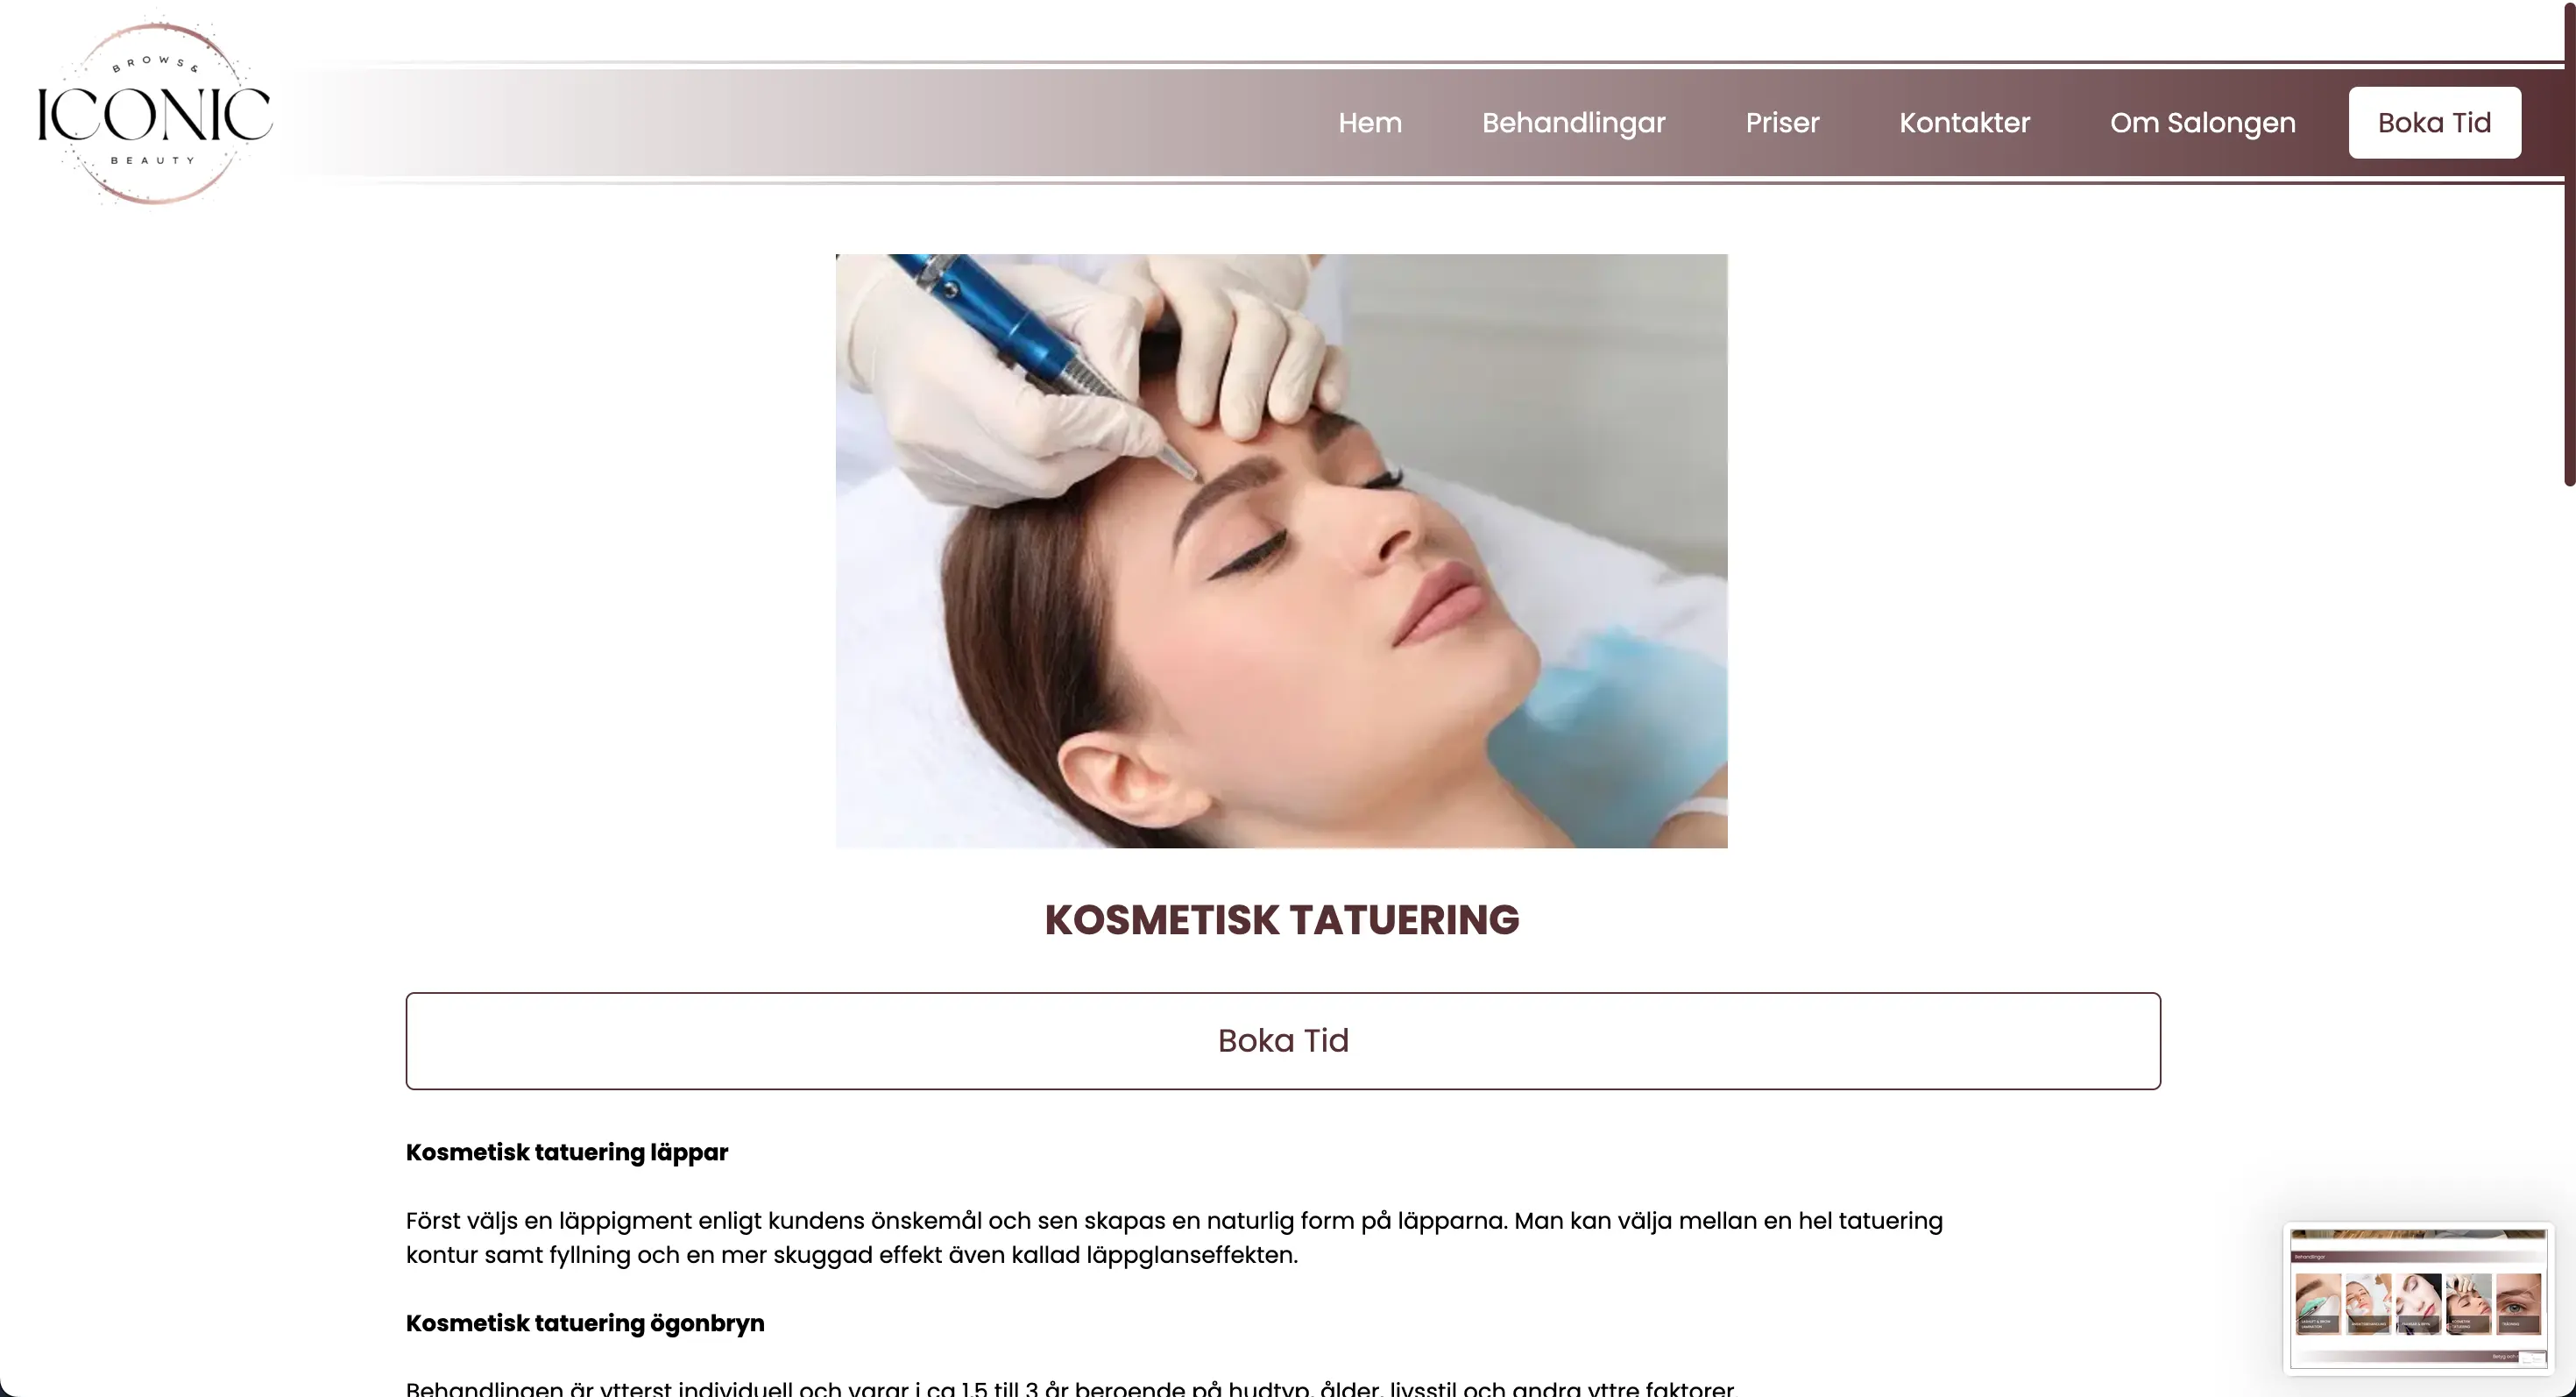 BROWS &
ICONIC
BEAUTY
Hem Behandlingar Priser Kontakter Om Salongen Boka Tid
KOSMETISK TATUERING
Boka Tid
Kosmetisk tatuering läppar
Först väljs en läppigment enligt kundens önskemål och sen skapas en naturlig form på läpparna. Man kan välja mellan en hel tatuering
kontur samt fyllning och en mer skuggad effekt även kallad läppglanseffekten.
Kosmetisk tatuering ögonbryn
Behandlingen är ytterst individuell och varar i ca 1,5 till 3 år beroende på hudtyp, ålder, livsstil och andra yttre faktorer.
Behandlingar